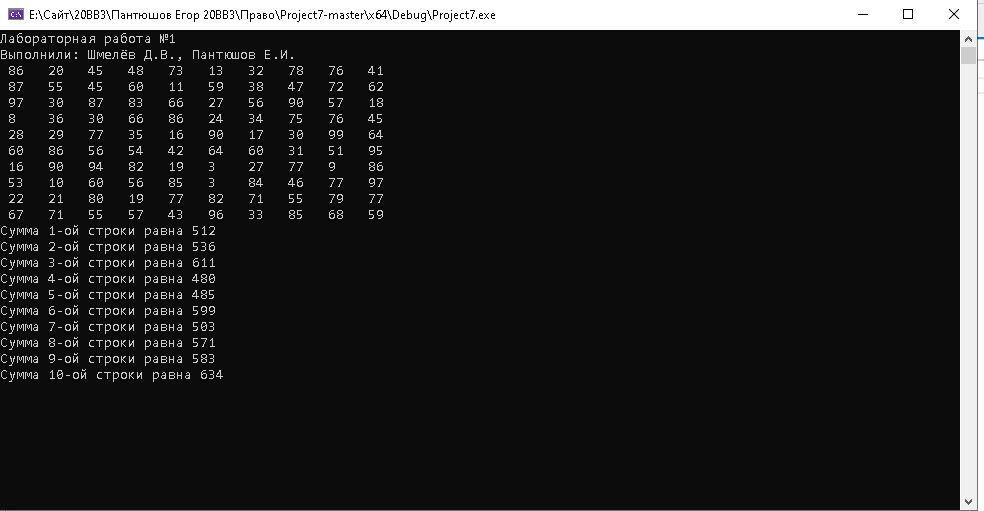 E:\Сайт\20ВВ3\Пантюшов Егор 20ВВ3\Право\Project7-master\x64\Debug\Project7.exe
Лабораторная работа №1
Выполнили: Шмелёв Д.В., Пантюшов Е.И.
86 20 45 48 73 13 32 78 76 41
87 55 45 60 11 59 38 47 72 62
97 30 87 83 66 27 56 90 57 18
8 36 30 66 86 24 34 75 76 45
28 29 77 35 16 90 17 30 99 64
60 86 56 54 42 64 60 31 51 95
16 90 94 82 19 3 27 77 9 86
53 10 60 56 85 3 84 46 77 97
22 21 80 19 77 82 71 55 79 77
67 71 55 57 43 96 33 85 68 59
Сумма 1-ой строки равна 512
Сумма 2-ой строки равна 536
Сумма 3-ой строки равна 611
Сумма 4-ой строки равна 480
Сумма 5-ой строки равна 485
Сумма 6-ой строки равна 599
Сумма 7-ой строки равна 503
Сумма 8-ой строки равна 571
Сумма 9-ой строки равна 583
Сумма 10-ой строки равна 634